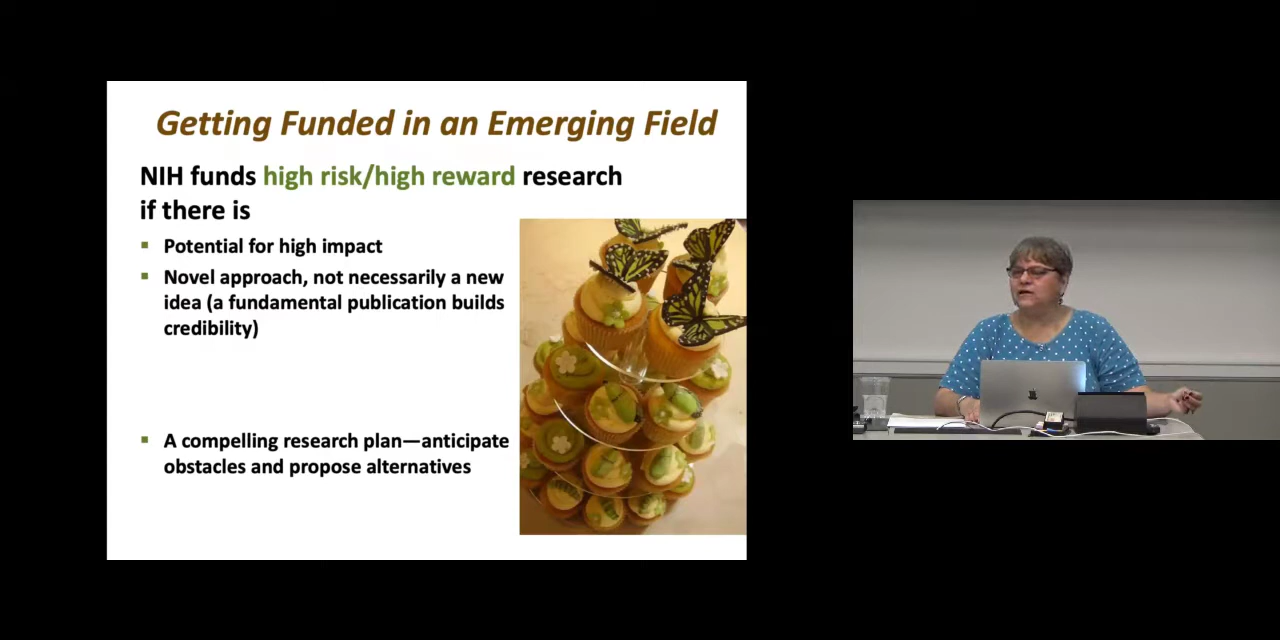 Getting Funded in an Emerging Field
NIH funds high risk/high reward research
if there is
▪ Potential for high impact
▪ Novel approach, not necessarily a new
idea (a fundamental publication builds
credibility)
▪ A compelling research plan—anticipate
obstacles and propose alternatives